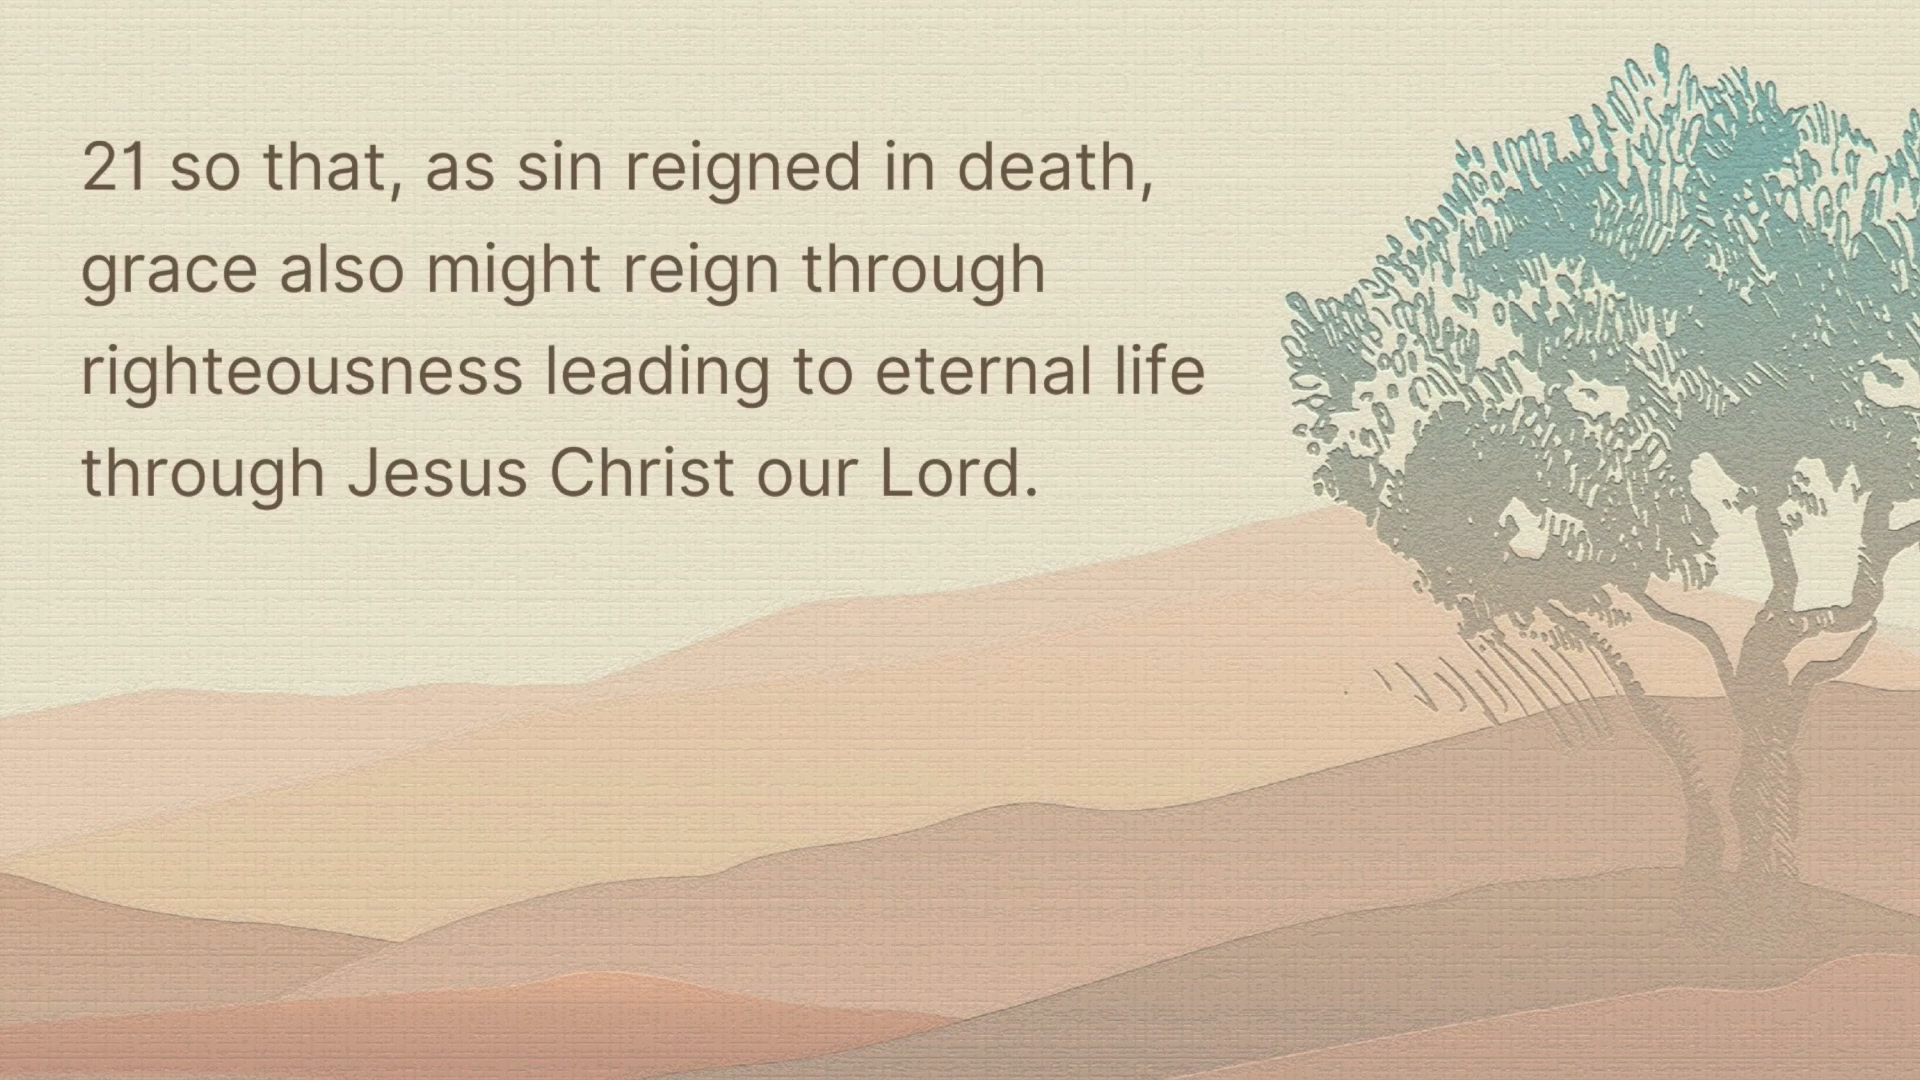 21 so that, as sin reigned in death,
grace also might reign through
righteousness leading to eternal life
through Jesus Christ our Lord.